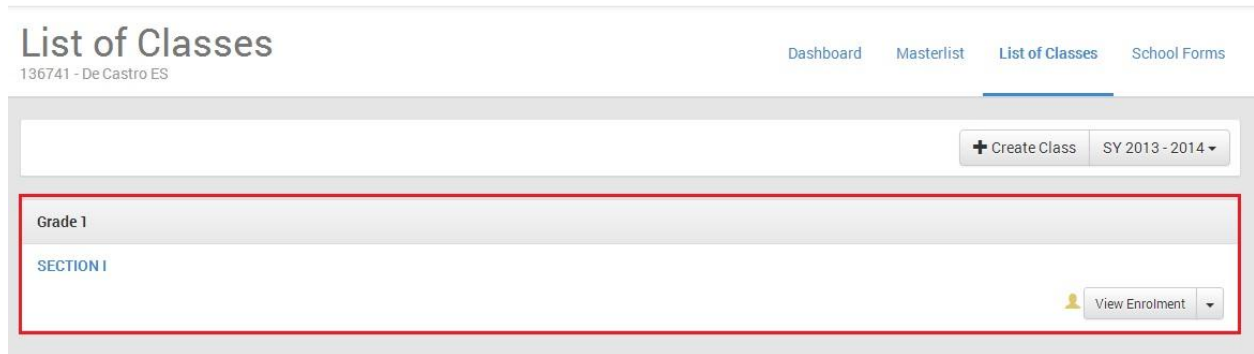 List of Classes
136741 - De Castro ES
Dashboard Masterlist List of Classes School Forms
Create Class SY 2013 - 2014
Grade 1
SECTION I
View Enrolment